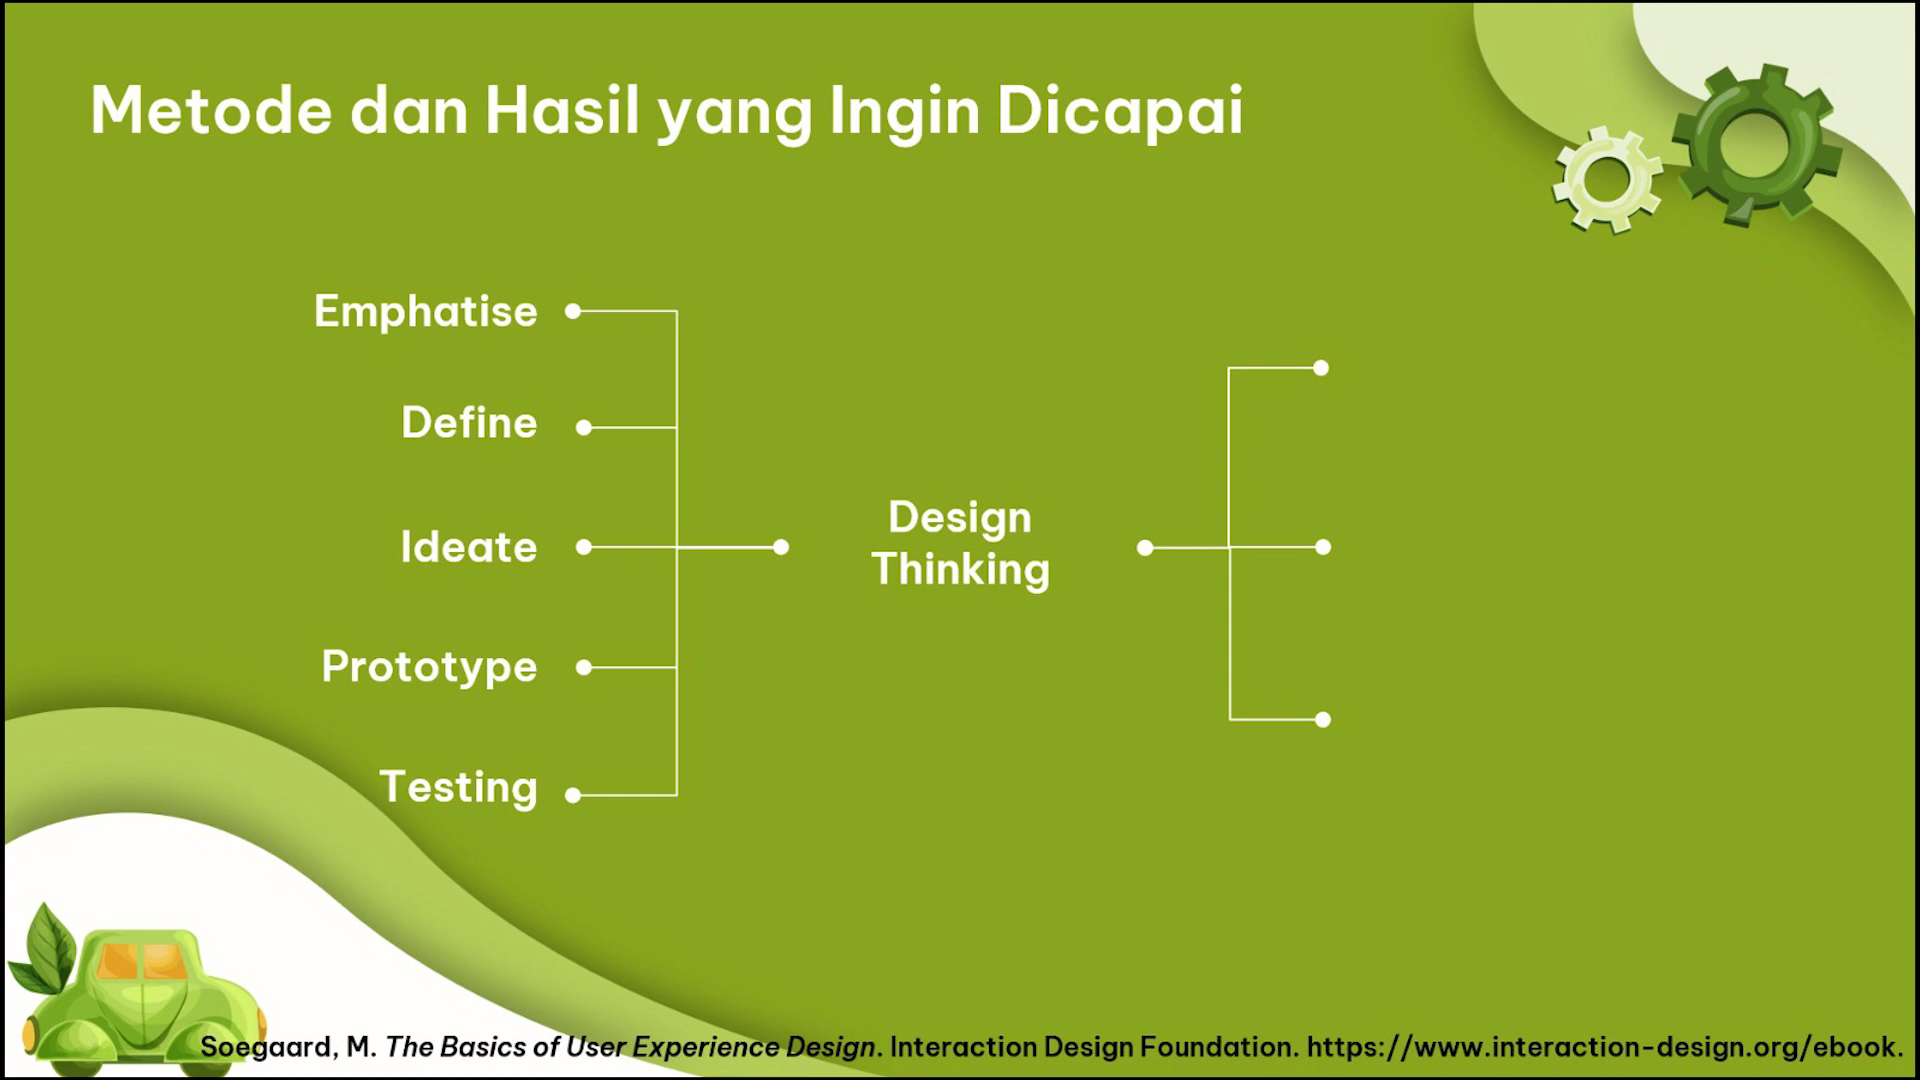 Metode dan Hasil yang Ingin Dicapai
Emphatise
Define
Ideate
Prototype
Testing
Design
Thinking
Soegaard, M. The Basics of User Experience Design. Interaction Design Foundation. https://www.interaction-design.org/ebook.